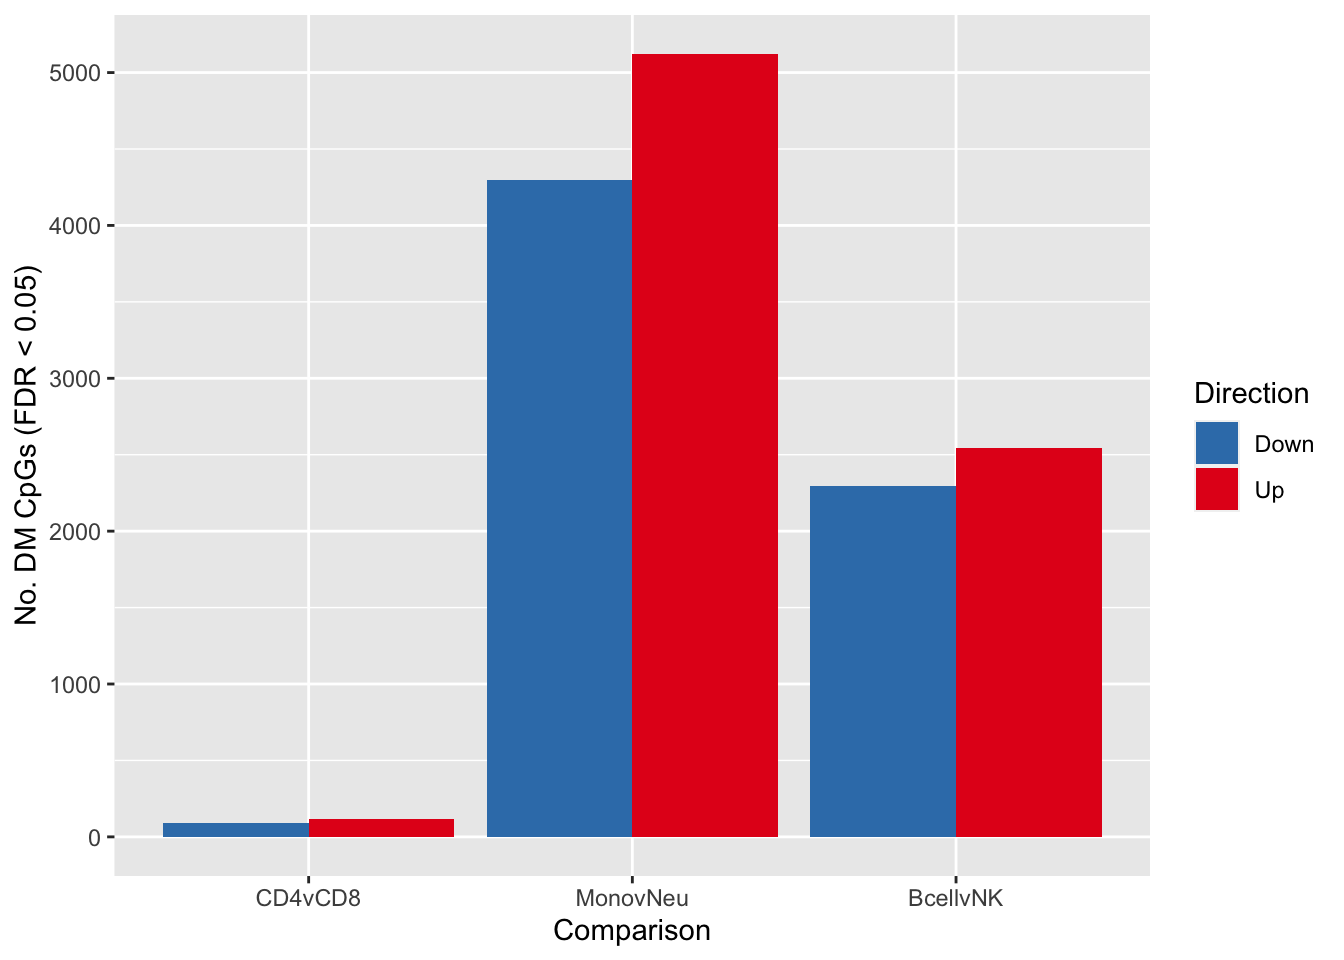 No. DM CpGs (FDR < 0.05)
5000
4000
3000
2000
1000
0
CD4vCD8
MonovNeu
BcellvNK
Comparison
Direction
Down
Up